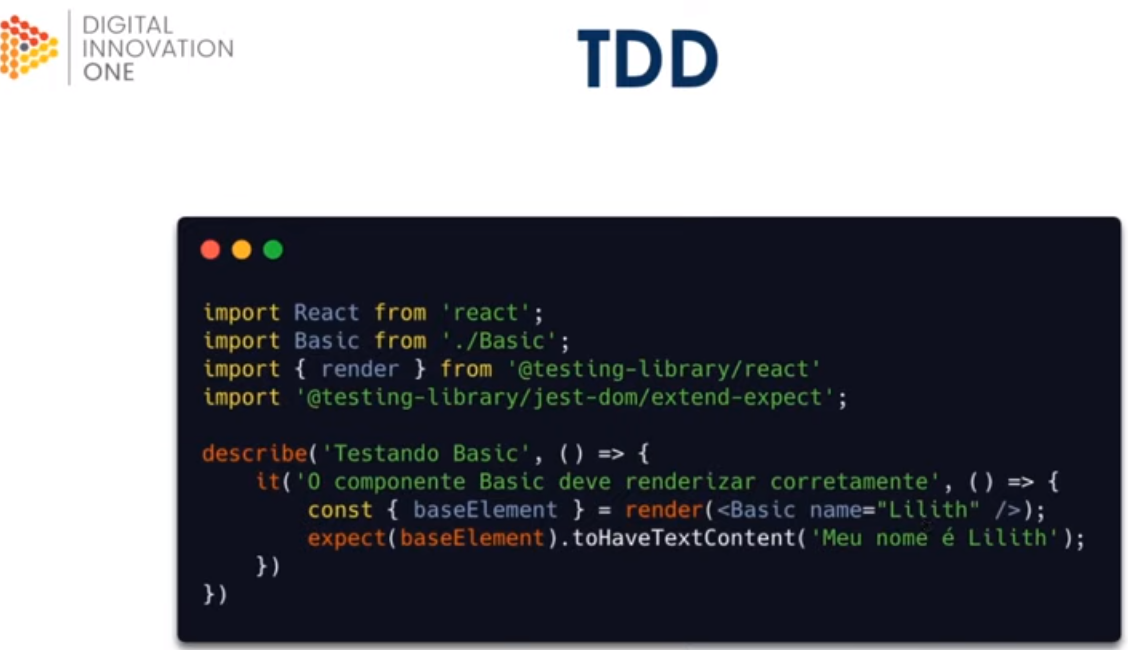 DIGITAL
INNOVATION
ONE
TDD
import React from 'react';
import Basic from './Basic';
import { render } from '@testing-library/react'
import '@testing-library/jest-dom/extend-expect';
describe('Testando Basic', () => {
    it('O componente Basic deve renderizar corretamente', () => {
        const { baseElement } = render(<Basic name="Lilith" />);
        expect(baseElement).toHaveTextContent('Meu nome é Lilith');
    })
})